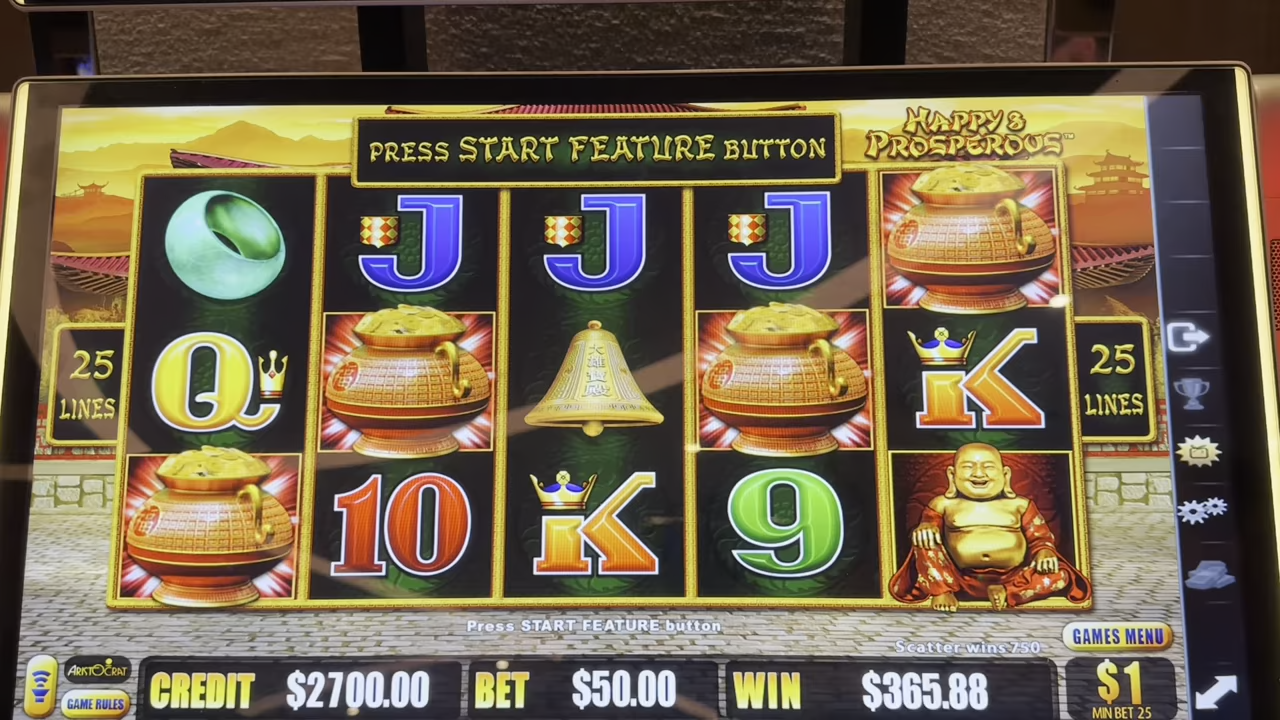 HAPPY &
PROSPEROUS™
PRESS START FEATURE BUTTON
J
J
J
25
LINES
Q
K
25
LINES
10
K
9
Press START FEATURE button
Scatter wins 750
GAMES MENU
ARISTOCRAT
GAME RULES
CREDIT $2700.00
BET $50.00
WIN $365.88
$1
MIN BET 25